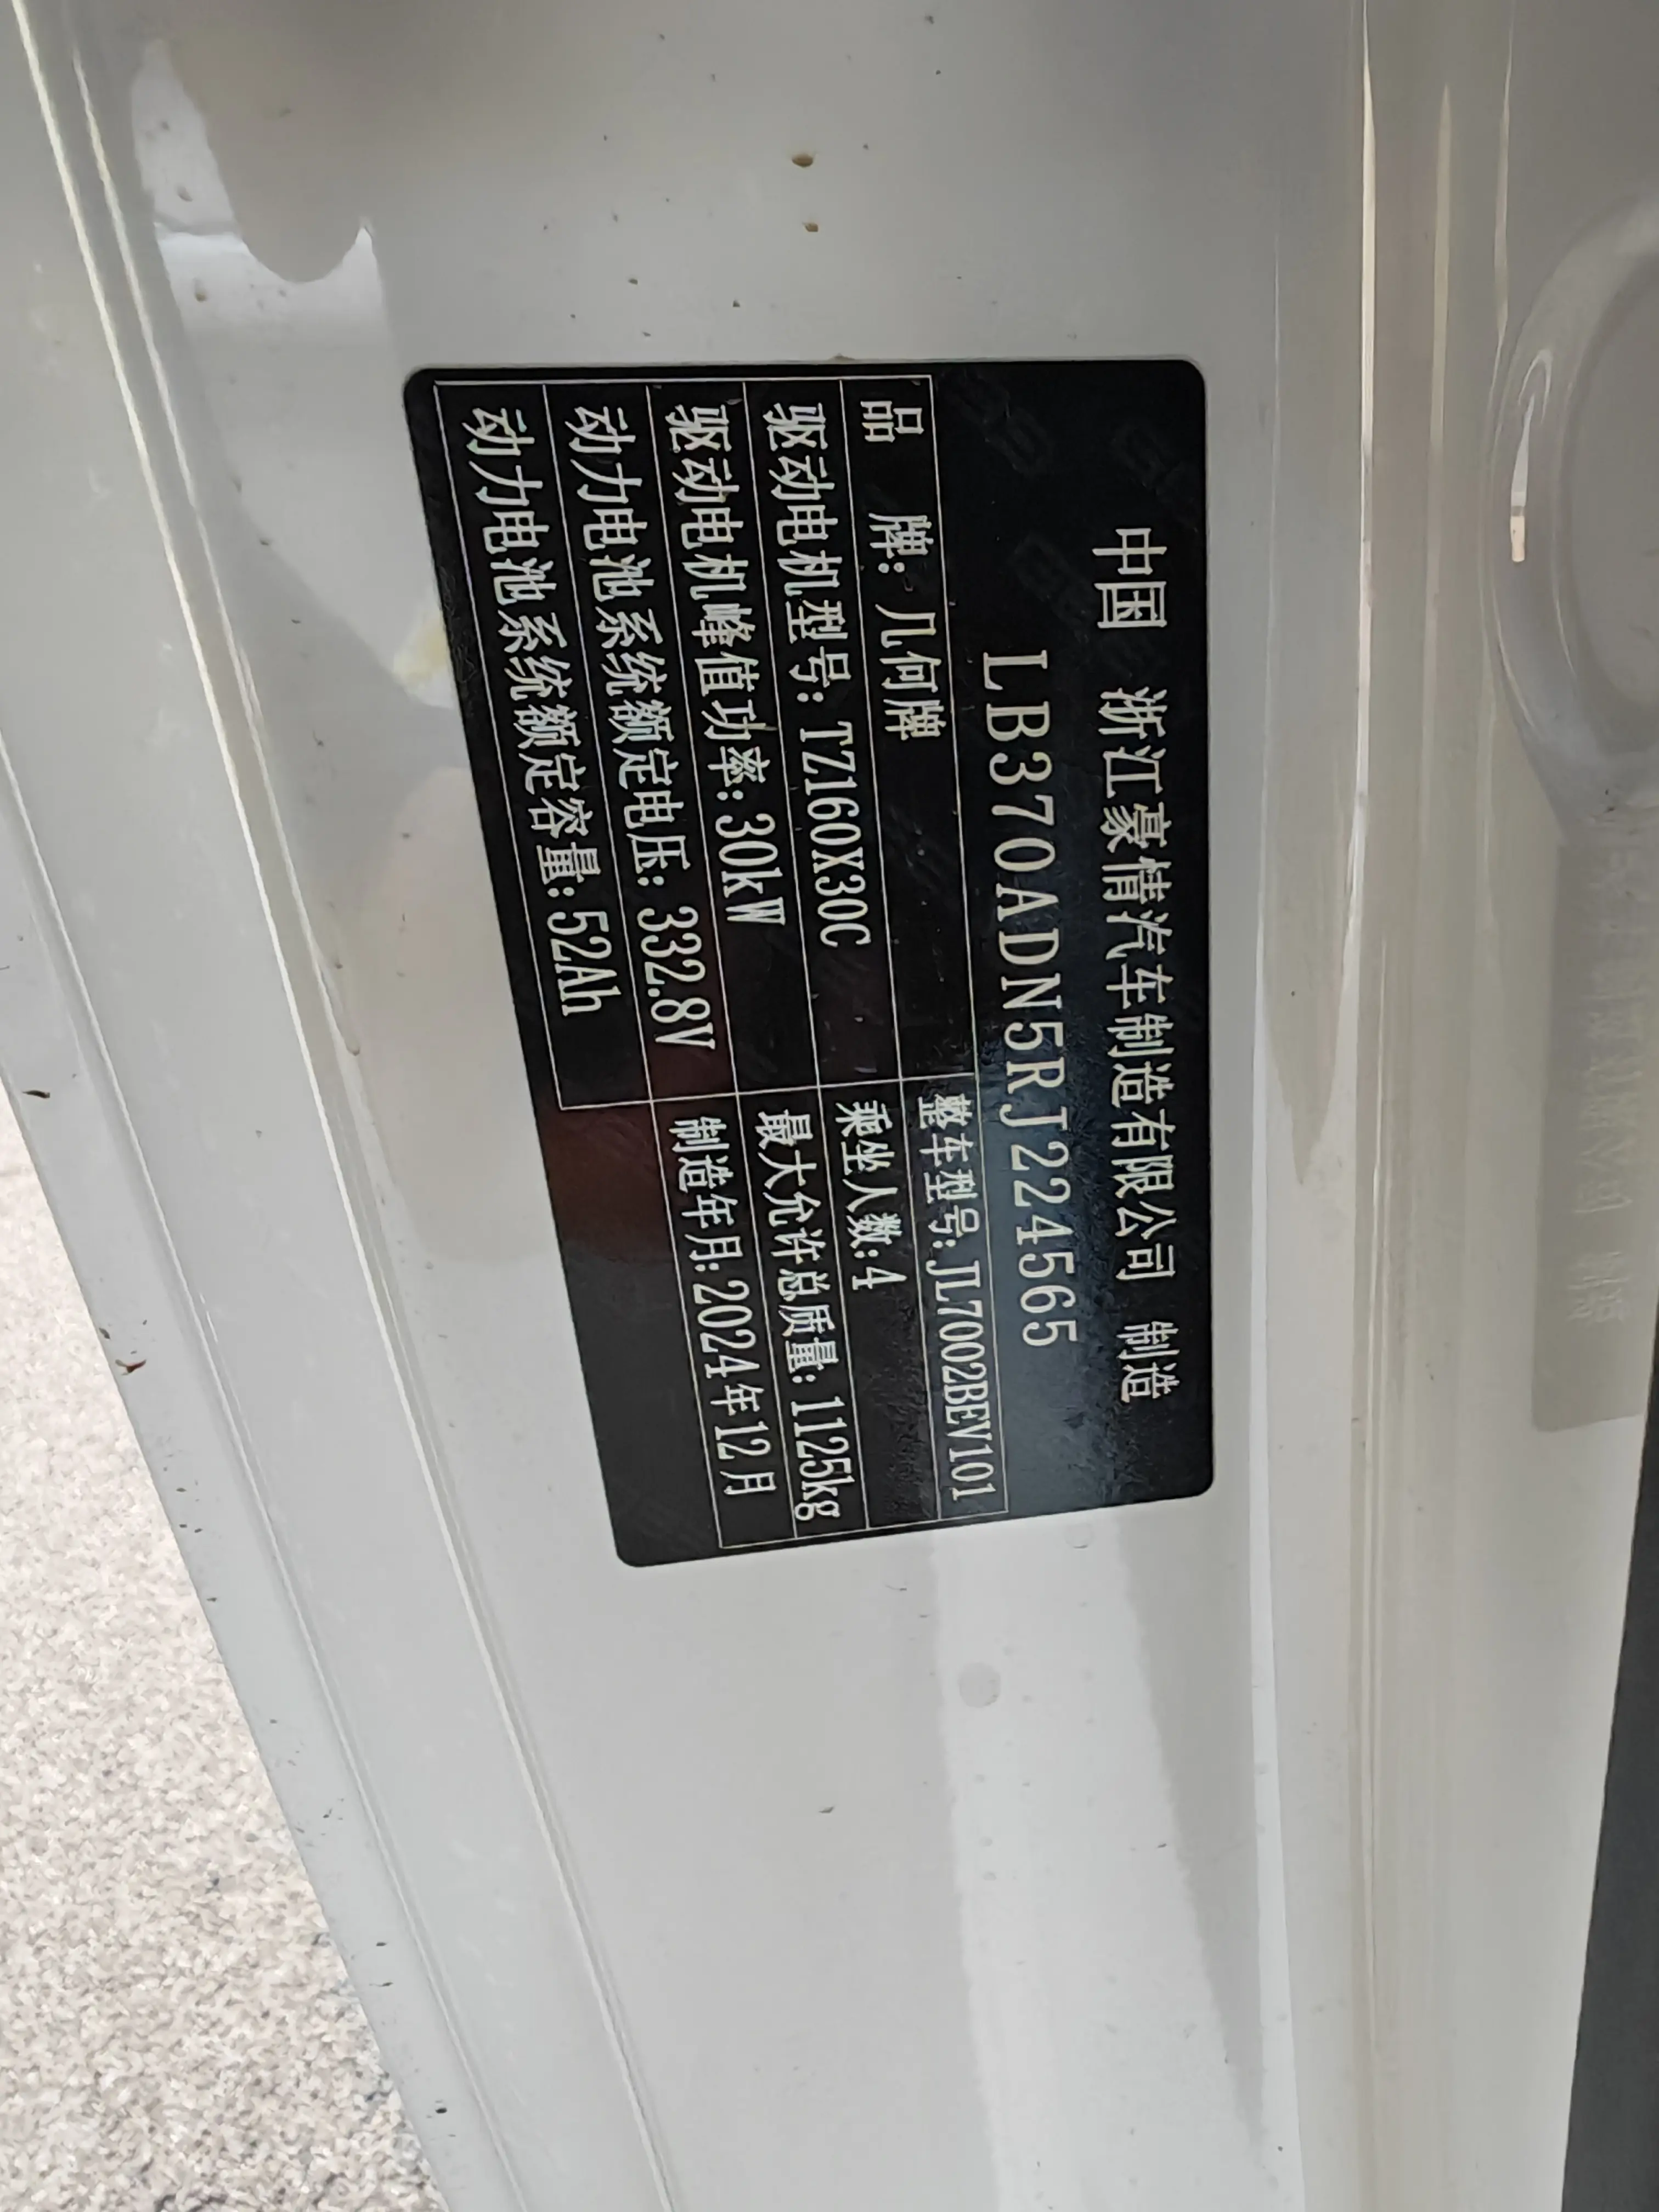 中国 浙江豪情汽车制造有限公司 制造
LB370ADN5RJ224565
品 牌: 几何牌 整车型号: JL7002BEV101
驱动电机型号: TZ160X30C 乘坐人数: 4
驱动电机峰值功率: 30kW 最大允许总质量: 1125kg
动力电池系统额定电压: 332.8V 制造年月: 2024年12月
动力电池系统额定容量: 52Ah